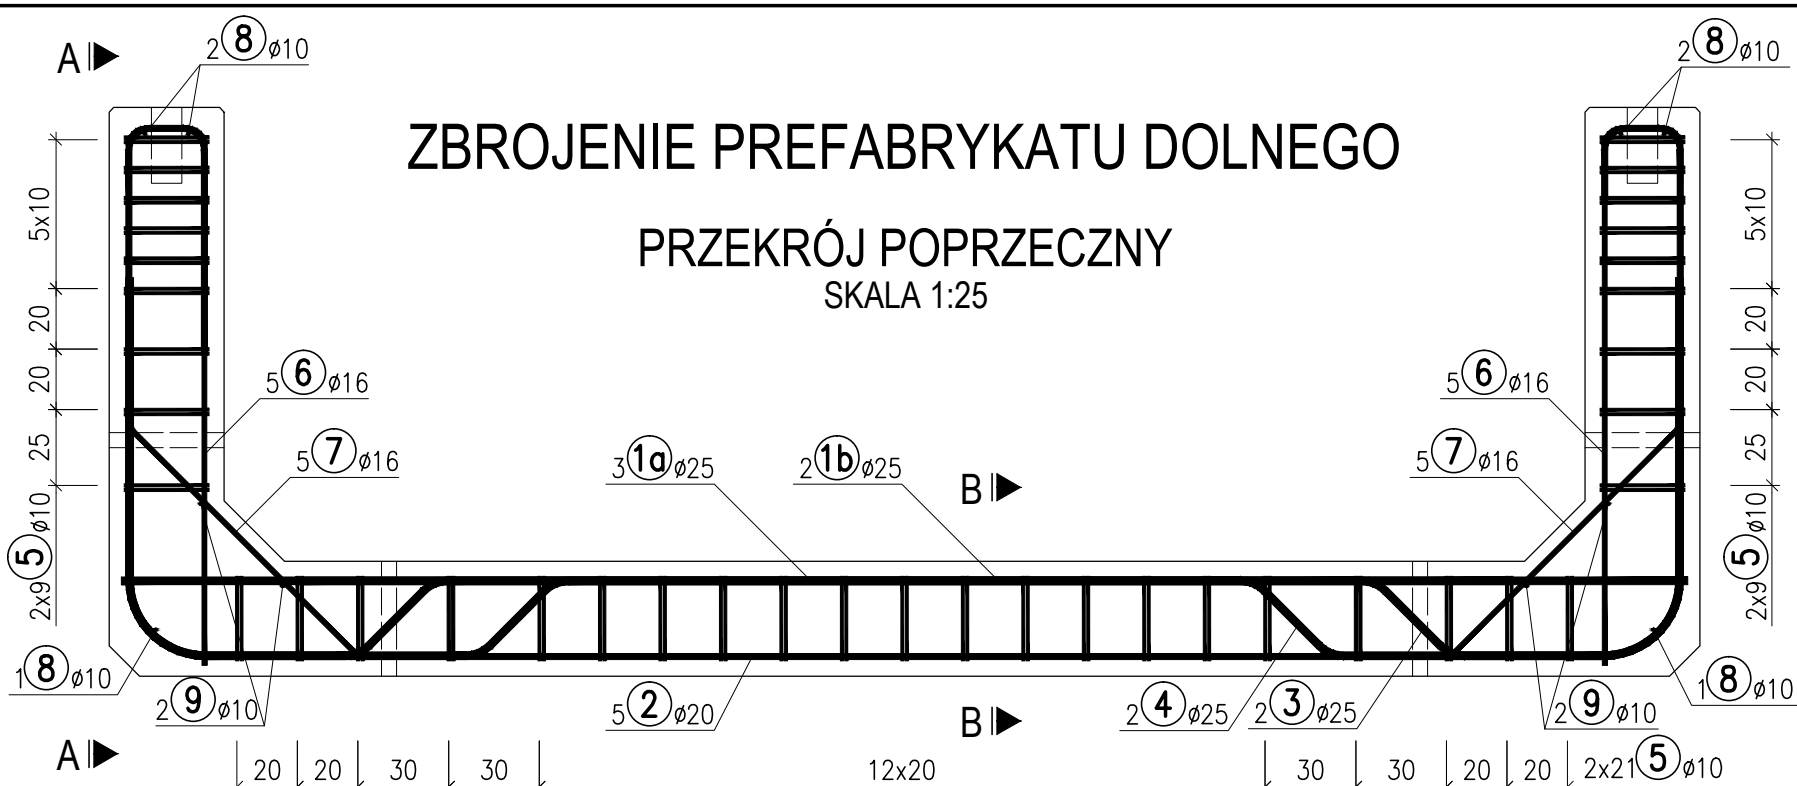 A
2 8 ø10
2 8 ø10
ZBROJENIE PREFABRYKATU DOLNEGO
PRZEKRÓJ POPRZECZNY
SKALA 1:25
5x10
20
20
25
2x9 5 ø10
5x10
20
20
25
2x9 5 ø10
5 6 ø16
5 6 ø16
5 7 ø16
3 1a ø25
2 1b ø25
B
5 7 ø16
1 8 ø10
2 9 ø10
5 2 ø20
B
2 4 ø25
2 3 ø25
2 9 ø10
1 8 ø10
A
20 20 30 30 12x20 30 30 20 20 2x21 5 ø10